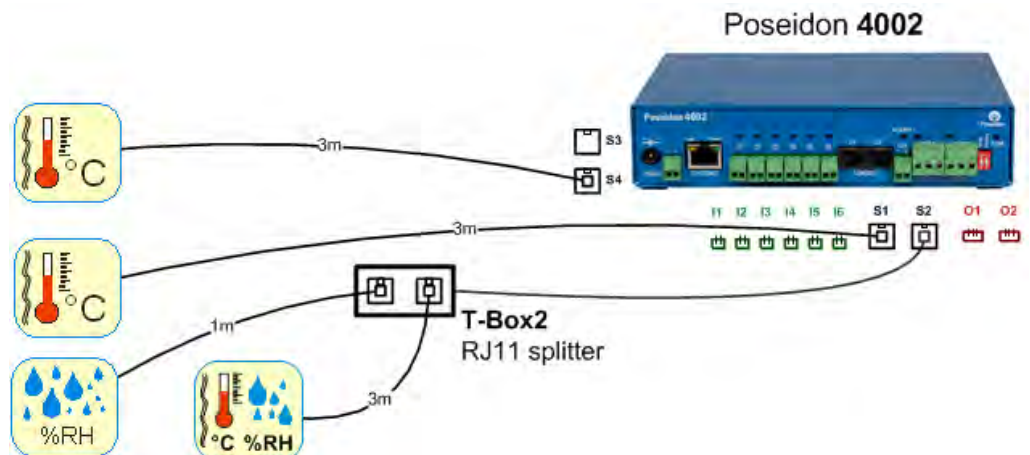 Poseidon 4002
Poseidon 4002
S3
S4
3m
°C
I1 I2 I3 I4 I5 I6 S1 S2 O1 O2
3m
°C
1m
T-Box2
RJ11 splitter
3m
%RH
°C %RH